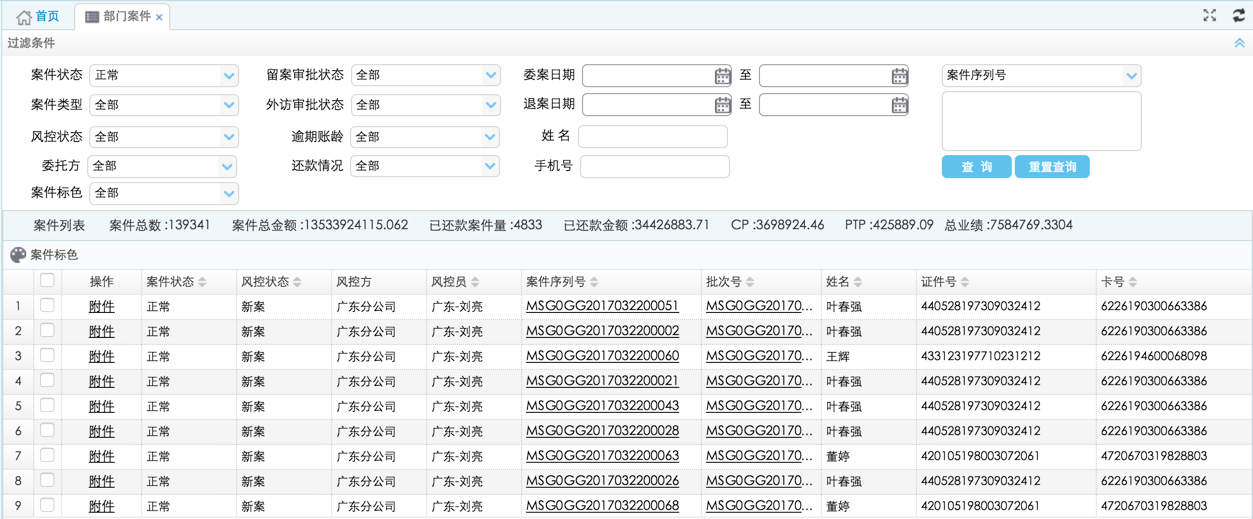 首页 部门案件 ×
过滤条件
案件状态 正常 留案审批状态 全部 委案日期 至 案件序列号
案件类型 全部 外访审批状态 全部 退案日期 至
风控状态 全部 逾期账龄 全部 姓 名
委托方 全部 还款情况 全部 手机号 查 询 重置查询
案件标色 全部
案件列表 案件总数 :139341 案件总金额 :13533924115.062 已还款案件量 :4833 已还款金额 :34426883.71 CP :3698924.46 PTP :425889.09 总业绩 :7584769.3304
案件标色
操作 案件状态 风控状态 风控方 风控员 案件序列号 批次号 姓名 证件号 卡号
1 附件 正常 新案 广东分公司 广东-刘亮 MSG0GG2017032200051 MSG0GG20170... 叶春强 440528197309032412 6226190300663386
2 附件 正常 新案 广东分公司 广东-刘亮 MSG0GG2017032200002 MSG0GG20170... 叶春强 440528197309032412 6226190300663386
3 附件 正常 新案 广东分公司 广东-刘亮 MSG0GG2017032200060 MSG0GG20170... 王辉 433123197710231212 6226194600068098
4 附件 正常 新案 广东分公司 广东-刘亮 MSG0GG2017032200021 MSG0GG20170... 叶春强 440528197309032412 6226190300663386
5 附件 正常 新案 广东分公司 广东-刘亮 MSG0GG2017032200043 MSG0GG20170... 叶春强 440528197309032412 6226190300663386
6 附件 正常 新案 广东分公司 广东-刘亮 MSG0GG2017032200028 MSG0GG20170... 叶春强 440528197309032412 6226190300663386
7 附件 正常 新案 广东分公司 广东-刘亮 MSG0GG2017032200063 MSG0GG20170... 董婷 420105198003072061 4720670319828803
8 附件 正常 新案 广东分公司 广东-刘亮 MSG0GG2017032200026 MSG0GG20170... 叶春强 440528197309032412 6226190300663386
9 附件 正常 新案 广东分公司 广东-刘亮 MSG0GG2017032200068 MSG0GG20170... 董婷 420105198003072061 4720670319828803